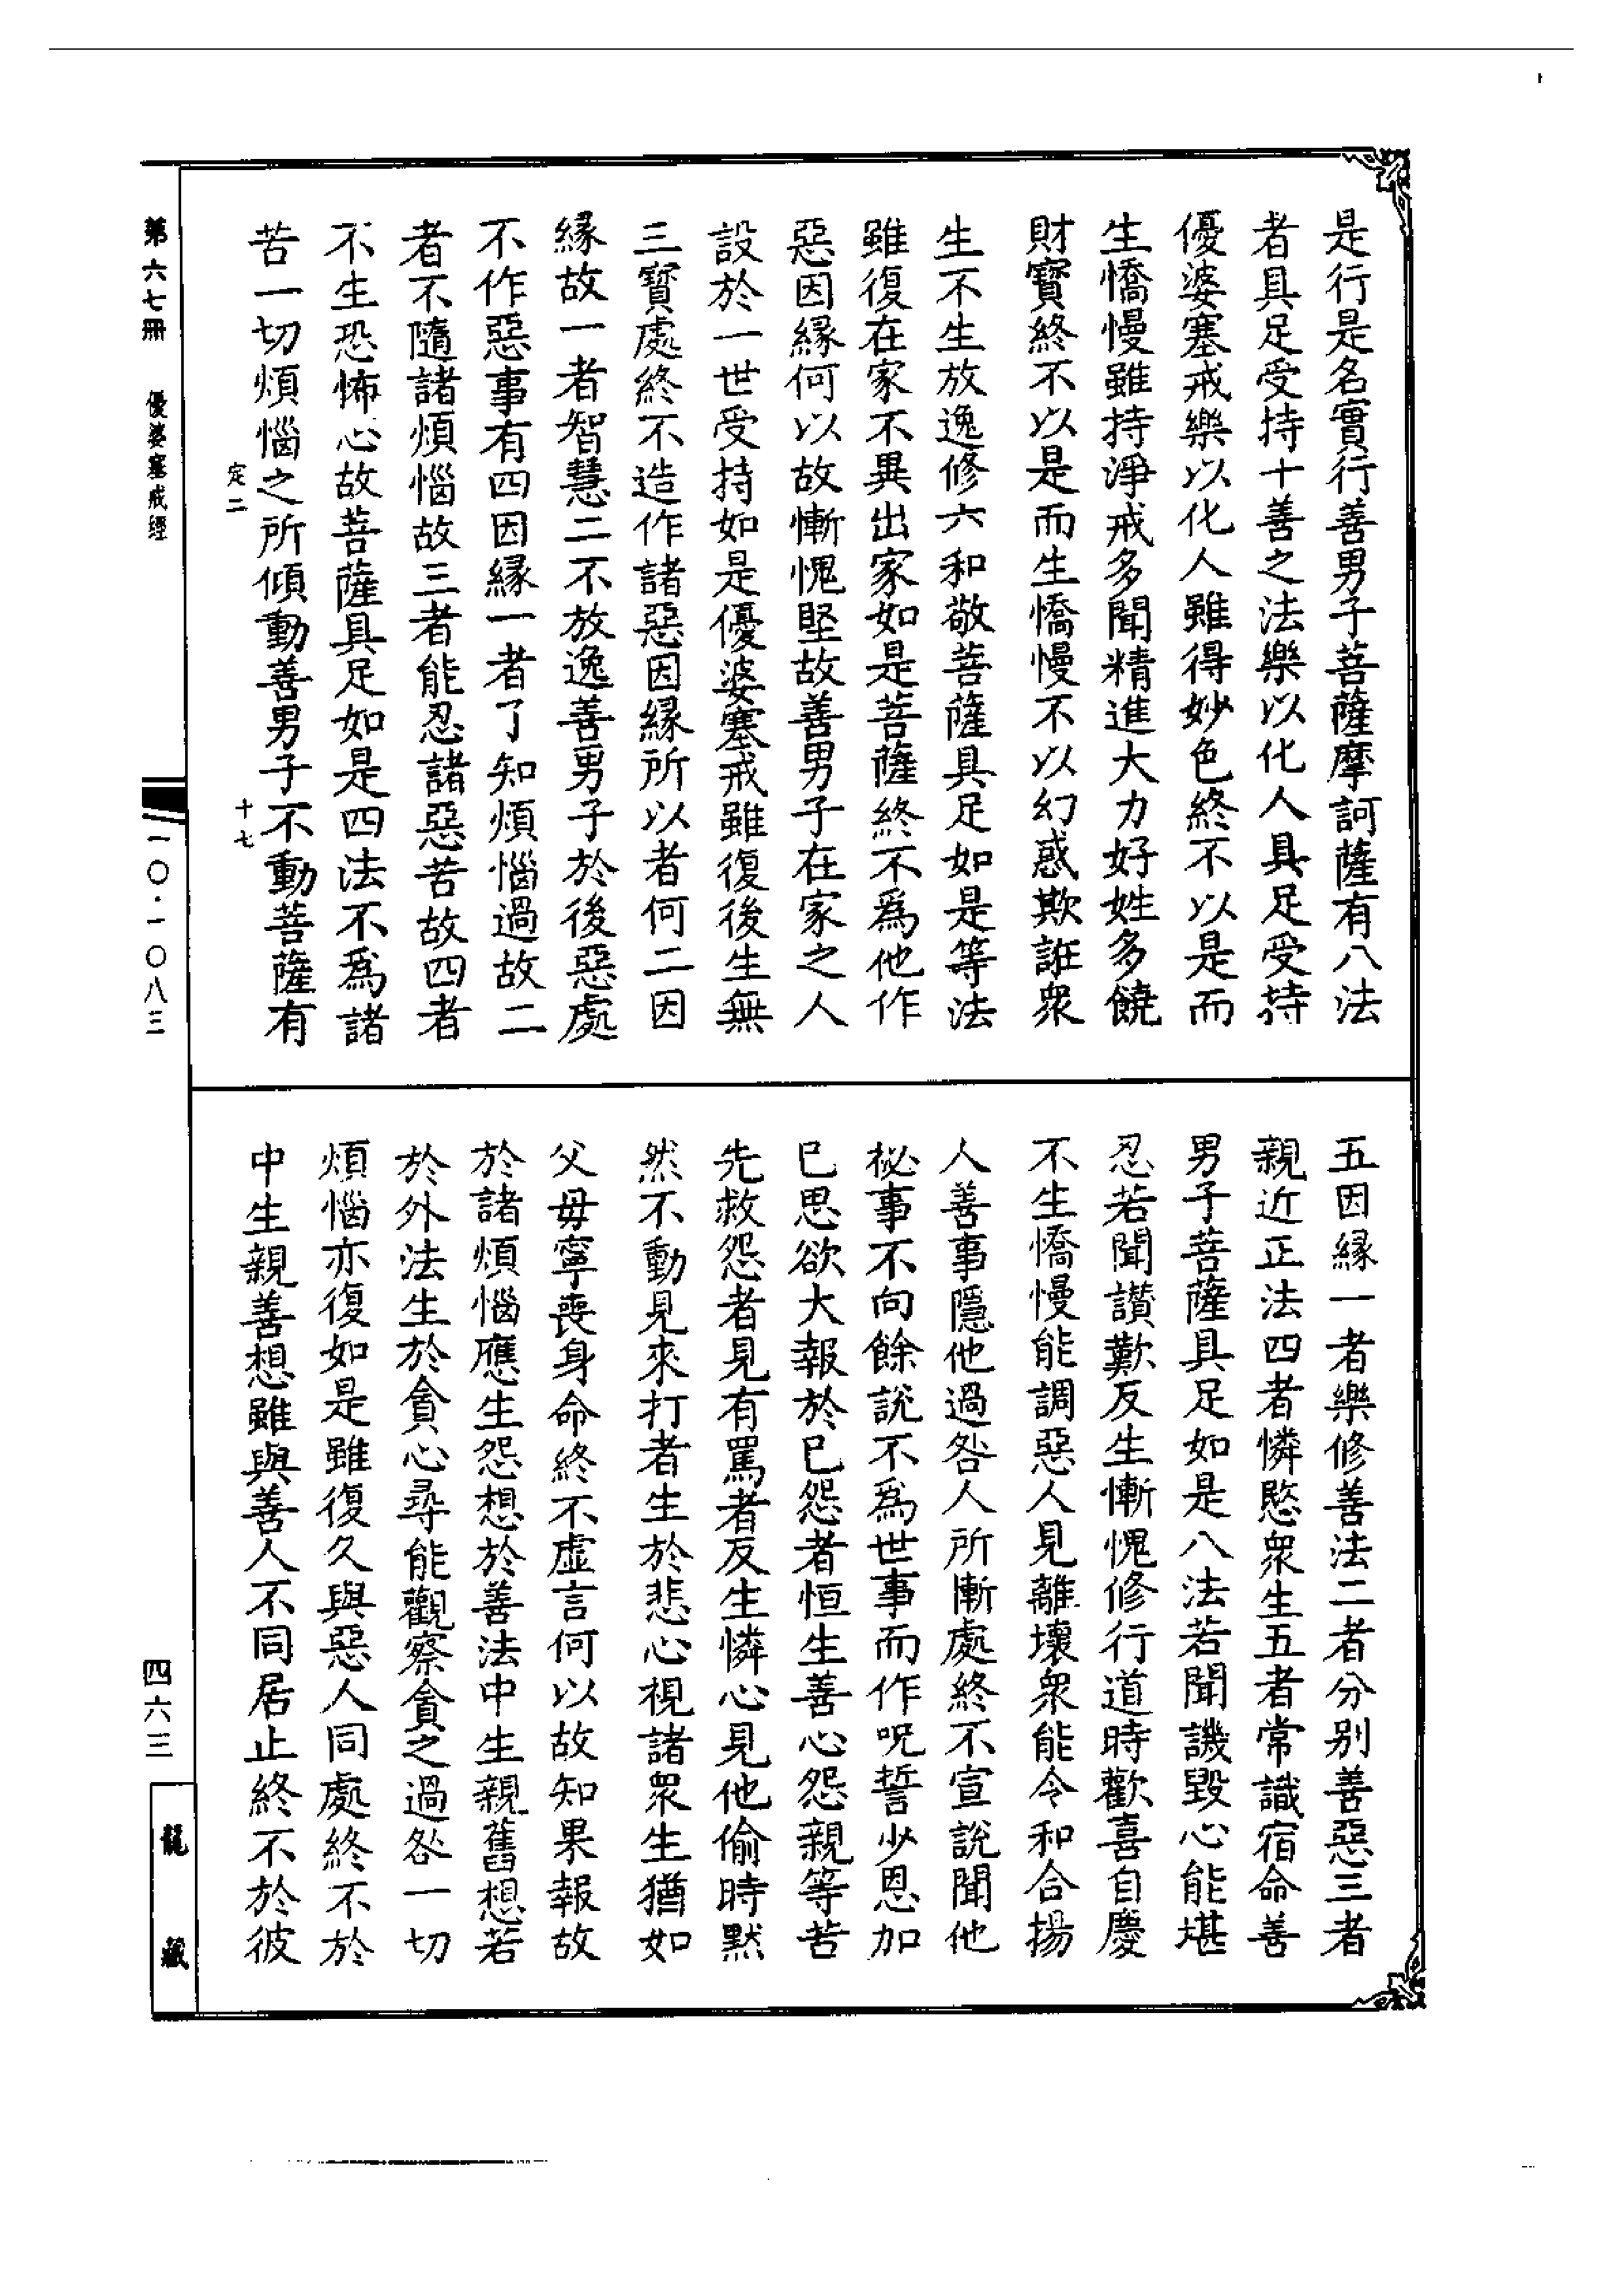 是行是名實行善男子菩薩摩訶薩有八法
者具足受持十善之法樂以化人具足受持
優婆塞戒樂以化人雖得妙色終不以是而
生憍慢雖持淨戒多聞精進大力好姓多饒
財寶終不以是而生憍慢不以幻惑欺誑衆
生不生放逸修六和敬菩薩具足如是等法
雖復在家不異出家如是菩薩終不爲他作
惡因縁何以故慚愧堅故善男子在家之人
設於一世受持如是優婆塞戒雖復後生無
三寳處終不造作諸惡因縁所以者何二因
縁故一者智慧二不放逸善男子於後惡處
不作惡事有四因縁一者了知煩惱過故二
者不隨諸煩惱故三者能忍諸惡苦故四者
不生恐怖心故菩薩具足如是四法不爲諸
苦一切煩惱之所傾動善男子不動菩薩有
五因縁一者樂修善法二者分别善惡三者
親近正法四者憐愍衆生五者常識宿命善
男子菩薩具足如是八法若聞譏毀心能堪
忍若聞讃歎反生慚愧修行道時歡喜自慶
不生憍慢能調惡人見離壞衆能令和合揚
人善事隱他過咎人所慚處終不宣說聞他
祕事不向餘說不爲世事而作呪誓少恩加
已思欲大報於已怨者恒生善心怨親等苦
先救怨者見有罵者反生憐心見他偷時黙
然不動見來打者生於悲心視諸衆生猶如
父母寧喪身命終不虛言何以故知果報故
於諸煩惱應生怨想於善法中生親舊想若
於外法生於貪心尋能觀察貪之過咎一切
煩惱亦復如是雖復久與惡人同處終不於
中生親善想雖與善人不同居止終不於彼
定二
十七
第六七册 優婆塞戒經
一〇·一〇八三
四六三
龍藏